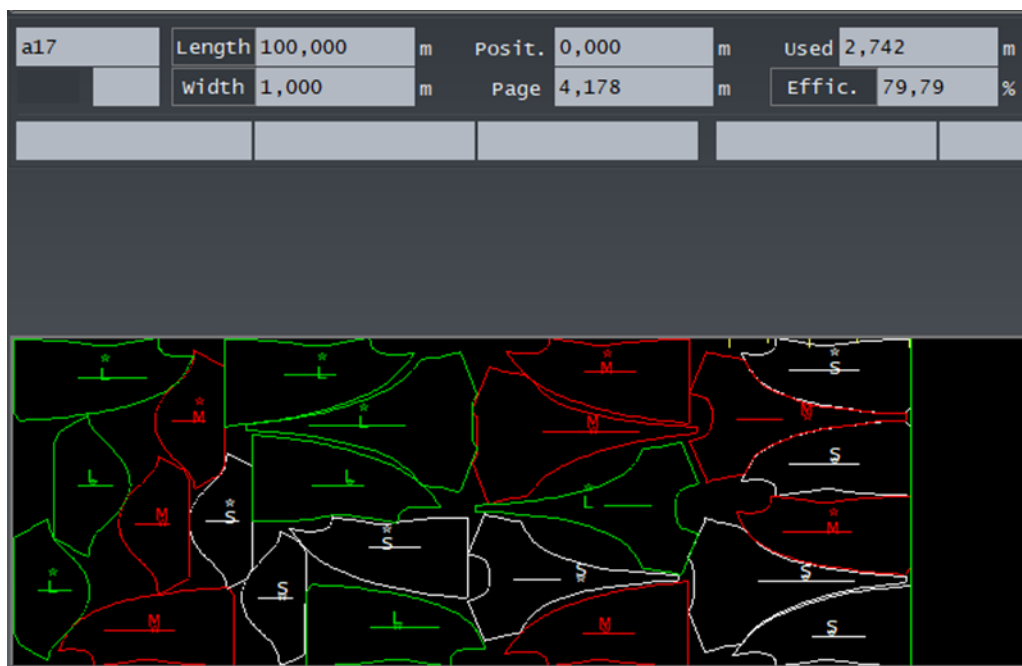 a17 Length 100,000 m Posit. 0,000 m Used 2,742 m
Width 1,000 m Page 4,178 m Effic. 79,79 %
L L M S
M L M M
L L S
M S L M
S
L S S S
M L M S